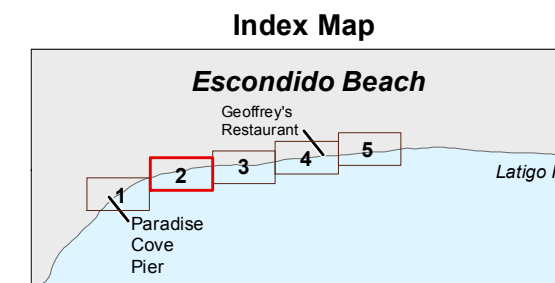 Index Map
Escondido Beach
Geoffrey's
Restaurant
1
2
3
4
5
Latigo
Paradise
Cove
Pier